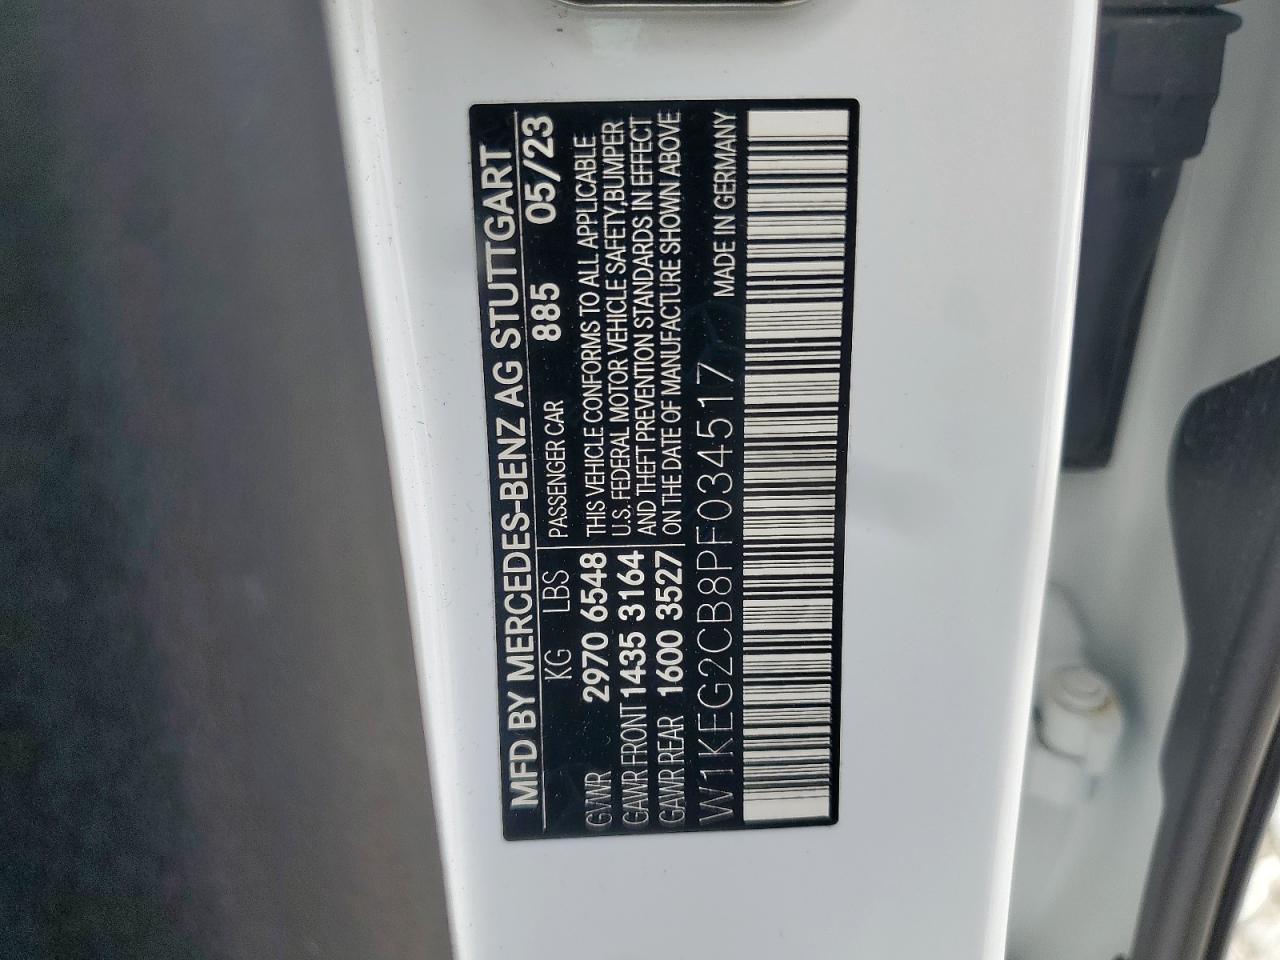 MFD BY MERCEDES-BENZ AG STUTTGART
KG LBS PASSENGER CAR 885 05/23
GVWR 2970 6548 THIS VEHICLE CONFORMS TO ALL APPLICABLE
GAWR FRONT 1435 3164 U.S. FEDERAL MOTOR VEHICLE SAFETY,BUMPER
GAWR REAR 1600 3527 AND THEFT PREVENTION STANDARDS IN EFFECT
ON THE DATE OF MANUFACTURE SHOWN ABOVE
W1KEG2CB8PF034517 MADE IN GERMANY